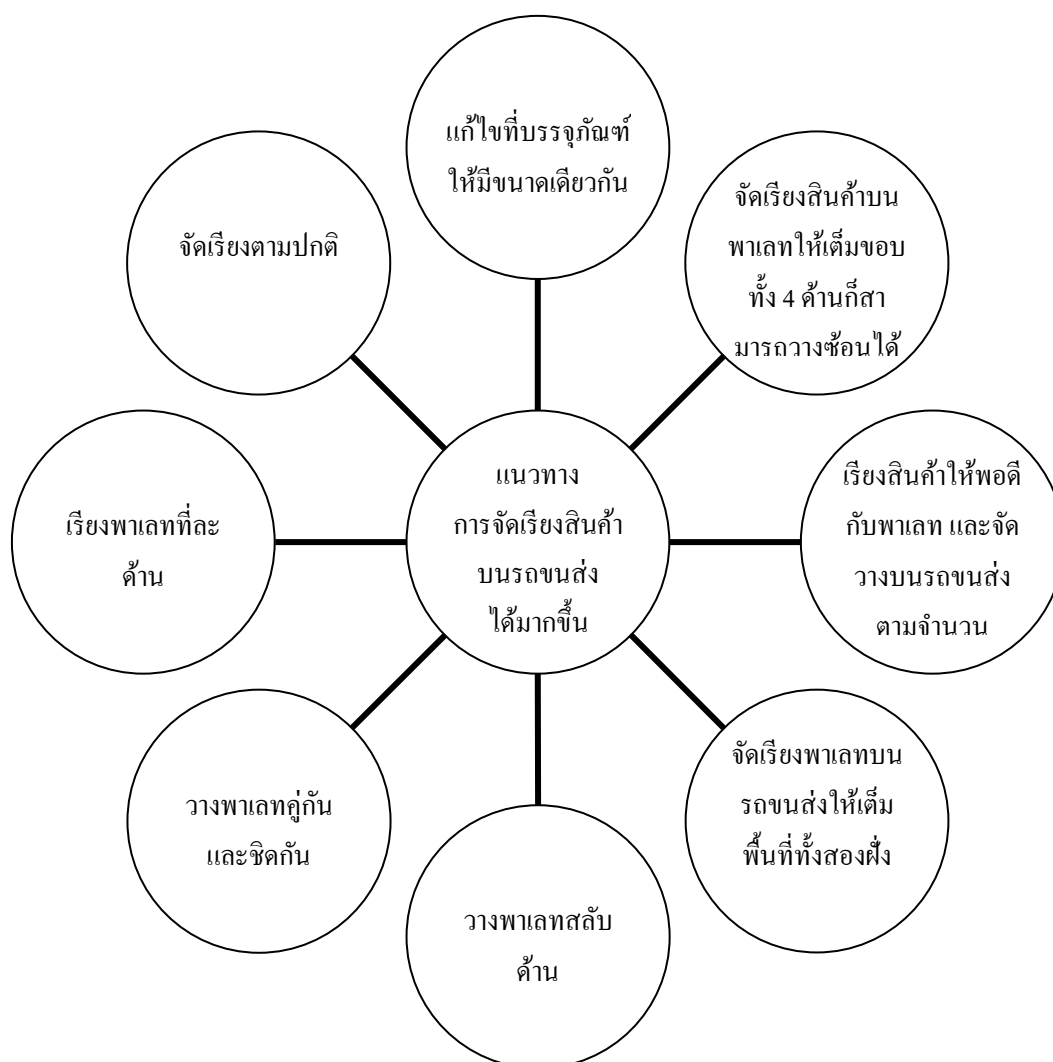 แก้ไขที่บรรจุภัณฑ์
ให้มีขนาดเดียวกัน
จัดเรียงสินค้าบน
พาเลทให้เต็มขอบ
ทั้ง 4 ด้านก็สา
มารถวางซ้อนได้
เรียงสินค้าให้พอดี
กับพาเลท และจัด
วางบนรถขนส่ง
ตามจำนวน
จัดเรียงพาเลทบน
รถขนส่งให้เต็ม
พื้นที่ทั้งสองฝั่ง
วางพาเลทสลับ
ด้าน
วางพาเลทคู่กัน
และชิดกัน
เรียงพาเลทที่ละ
ด้าน
จัดเรียงตามปกติ
แนวทาง
การจัดเรียงสินค้า
บนรถขนส่ง
ได้มากขึ้น